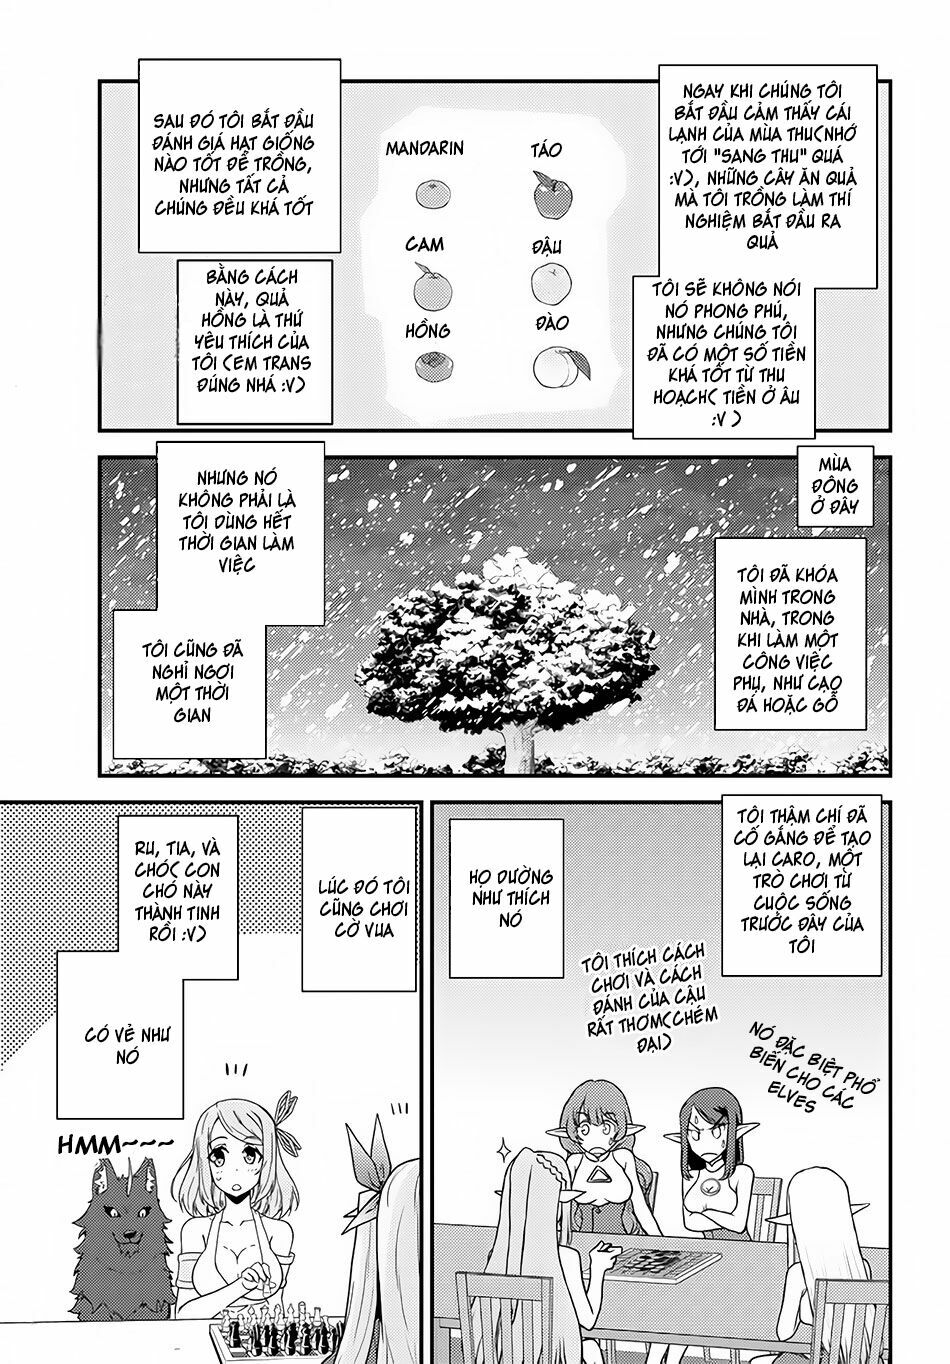 NGAY KHI CHÚNG TÔI
BẮT ĐẦU CẢM THẤY CÁI
LẠNH CỦA MÙA THU(NHỚ
TỚI "SANG THU" QUÁ
:V), NHỮNG CÂY ĂN QUẢ
MÀ TÔI TRỒNG LÀM THÍ
NGHIỆM BẮT ĐẦU RA
QUẢ
TÔI SẼ KHÔNG NÓI
NÓ PHONG PHÚ,
NHƯNG CHÚNG TÔI
ĐÃ CÓ MỘT SỐ TIỀN
KHÁ TỐT TỪ THU
HOẠCH( TIỀN Ở ÂU
:V )
MANDARIN
TÁO
CAM
ĐẬU
HỒNG
ĐÀO
SAU ĐÓ TÔI BẮT ĐẦU
ĐÁNH GIÁ HẠT GIỐNG
NÀO TỐT ĐỂ TRỒNG,
NHƯNG TẤT CẢ
CHÚNG ĐỀU KHÁ TỐT
BẰNG CÁCH
NÀY, QUẢ
HỒNG LÀ THỨ
YÊU THÍCH CỦA
TÔI (EM TRANS
ĐÚNG NHÁ :V)
MÙA
ĐÔNG
Ở ĐÂY
TÔI ĐÃ KHÓA
MÌNH TRONG
NHÀ, TRONG
KHI LÀM MỘT
CÔNG VIỆC
PHỤ, NHƯ CẠO
ĐÁ HOẶC GỖ
NHƯNG NÓ
KHÔNG PHẢI LÀ
TÔI DÙNG HẾT
THỜI GIAN LÀM
VIỆC
TÔI CŨNG ĐÃ
NGHỈ NGƠI
MỘT THỜI
GIAN
TÔI THẬM CHÍ ĐÃ
CỐ GẮNG ĐỂ TẠO
LẠI CARO, MỘT
TRÒ CHƠI TỪ
CUỘC SỐNG
TRƯỚC ĐÂY CỦA
TÔI
HỌ DƯỜNG
NHƯ THÍCH
NÓ
TÔI THÍCH CÁCH
CHƠI VÀ CÁCH
ĐÁNH CỦA CẬU
RẤT THƠM(CHÉM
ĐẠI)
NÓ ĐẶC BIỆT PHỔ
BIẾN CHO CÁC
ELVES
LÚC ĐÓ TÔI
CŨNG CHƠI
CỜ VUA
RU, TIA, VÀ
CHÓ( CON
CHÓ NÀY
THÀNH TINH
RỒI :V)
CÓ VẺ NHƯ
NÓ
HMM~~~